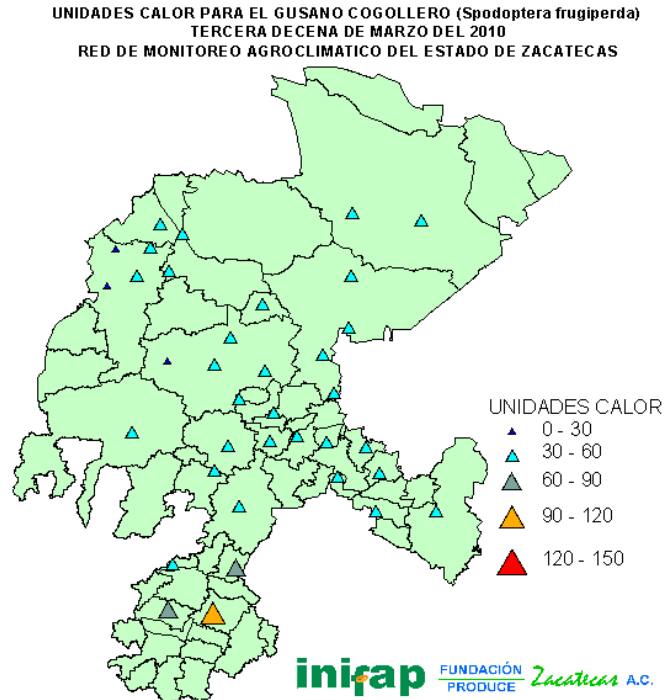 UNIDADES CALOR PARA EL GUSANO COGOLLERO (Spodoptera frugiperda)
TERCERA DECENA DE MARZO DEL 2010
RED DE MONITOREO AGROCLIMATICO DEL ESTADO DE ZACATECAS
UNIDADES CALOR
0 - 30
30 - 60
60 - 90
90 - 120
120 - 150
inifap
FUNDACIÓN
PRODUCE
Zacatecas A.C.